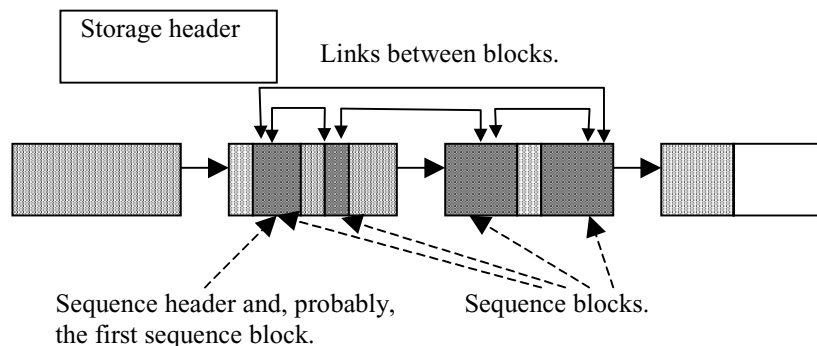 Storage header
Links between blocks.
Sequence header and, probably,
the first sequence block.
Sequence blocks.